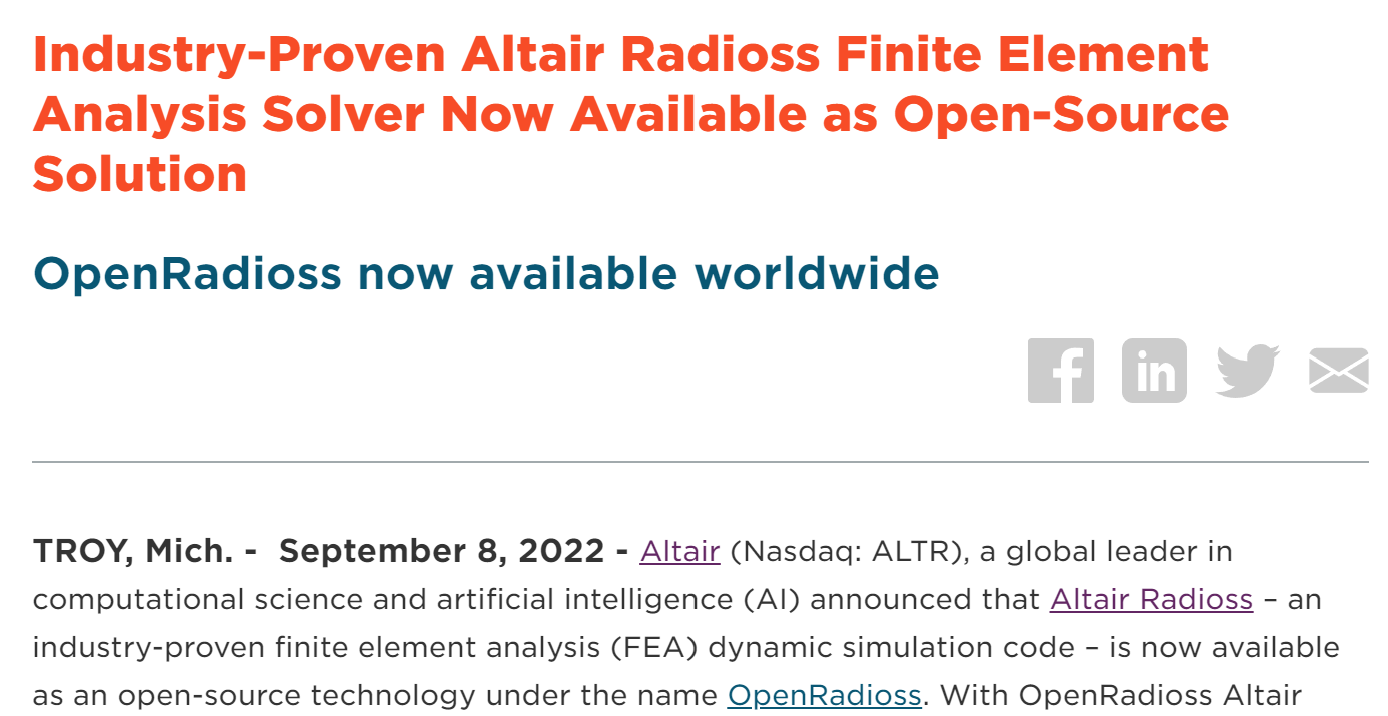 Industry-Proven Altair Radioss Finite Element
Analysis Solver Now Available as Open-Source
Solution
OpenRadioss now available worldwide
f in
TROY, Mich. -  September 8, 2022 - Altair (Nasdaq: ALTR), a global leader in
computational science and artificial intelligence (AI) announced that Altair Radioss – an
industry-proven finite element analysis (FEA) dynamic simulation code – is now available
as an open-source technology under the name OpenRadioss. With OpenRadioss Altair